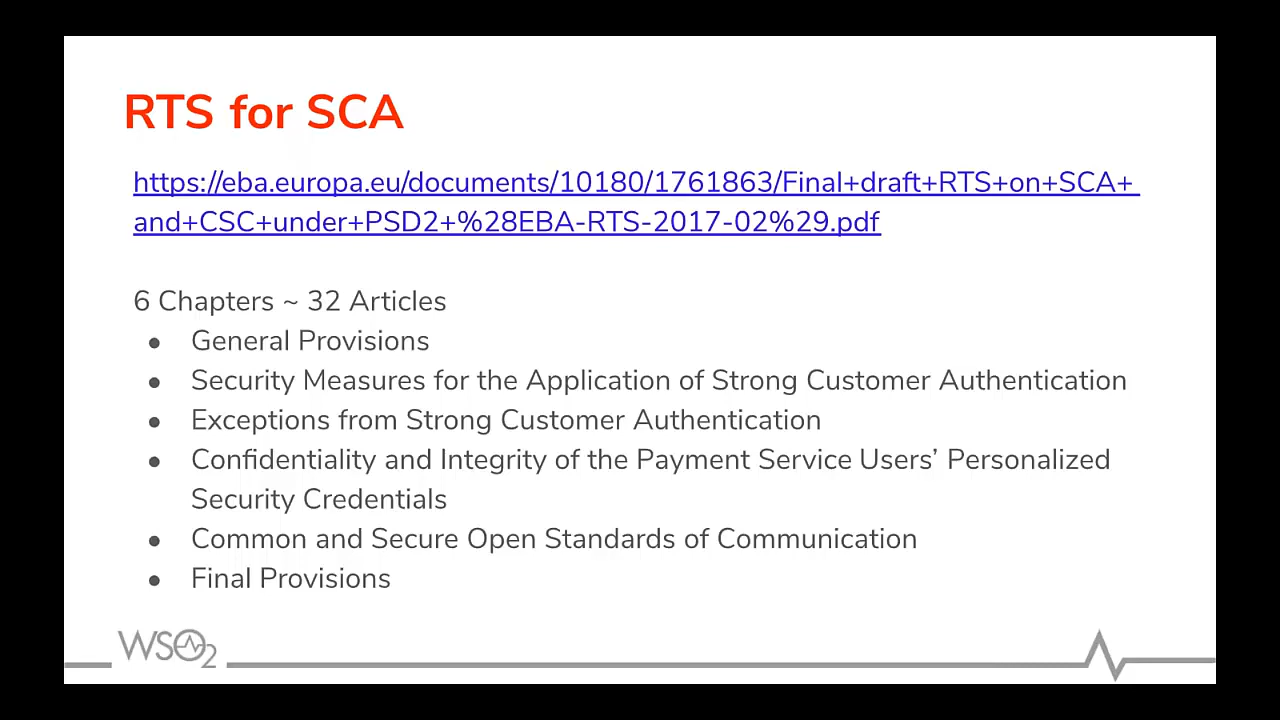 RTS for SCA
https://eba.europa.eu/documents/10180/1761863/Final+draft+RTS+on+SCA+
and+CSC+under+PSD2+%28EBA-RTS-2017-02%29.pdf
6 Chapters ~ 32 Articles
● General Provisions
● Security Measures for the Application of Strong Customer Authentication
● Exceptions from Strong Customer Authentication
● Confidentiality and Integrity of the Payment Service Users’ Personalized
Security Credentials
● Common and Secure Open Standards of Communication
● Final Provisions
WSO2